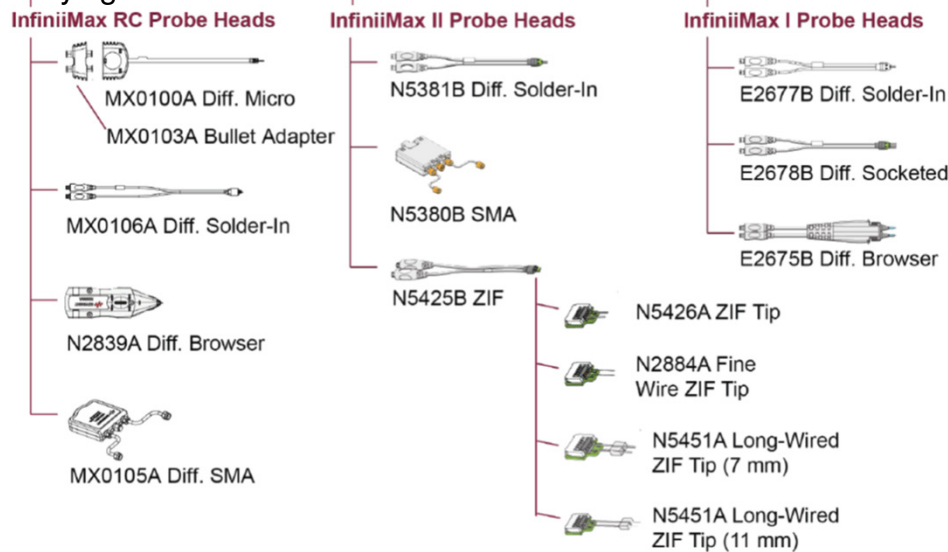 InfiniiMax RC Probe Heads
MX0100A Diff. Micro
MX0103A Bullet Adapter
MX0106A Diff. Solder-In
N2839A Diff. Browser
MX0105A Diff. SMA
InfiniiMax II Probe Heads
N5381B Diff. Solder-In
N5380B SMA
N5425B ZIF
N5426A ZIF Tip
N2884A Fine
Wire ZIF Tip
N5451A Long-Wired
ZIF Tip (7 mm)
N5451A Long-Wired
ZIF Tip (11 mm)
InfiniiMax I Probe Heads
E2677B Diff. Solder-In
E2678B Diff. Socketed
E2675B Diff. Browser